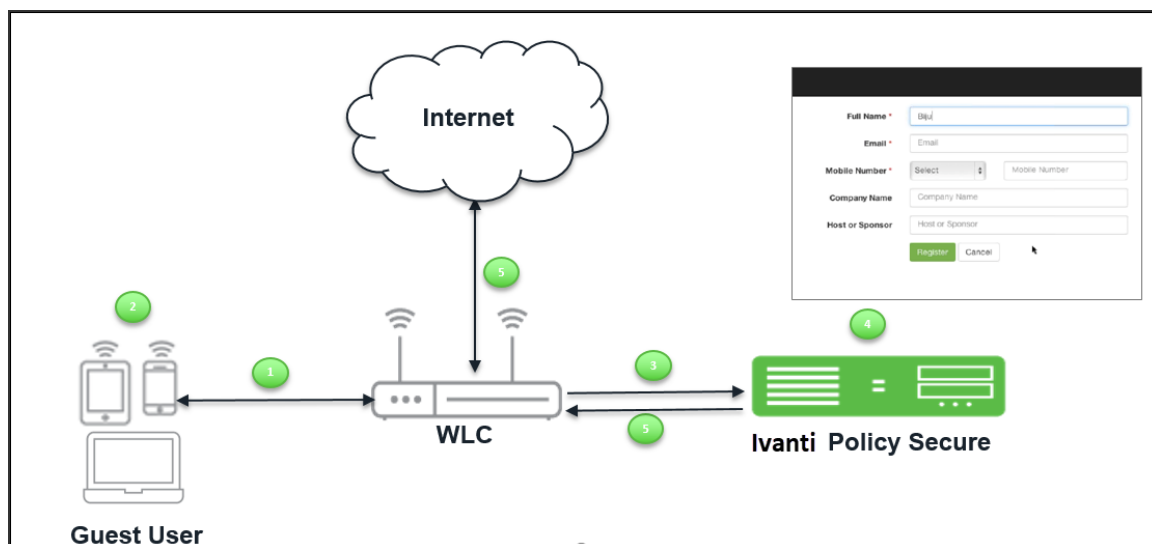 Internet
Full Name *
Biju
Email *
Email
Mobile Number *
Select
Mobile Number
Company Name
Company Name
Host or Sponsor
Host or Sponsor
Register
Cancel
5
2
4
1
3
WLC
5
Ivanti Policy Secure
Guest User